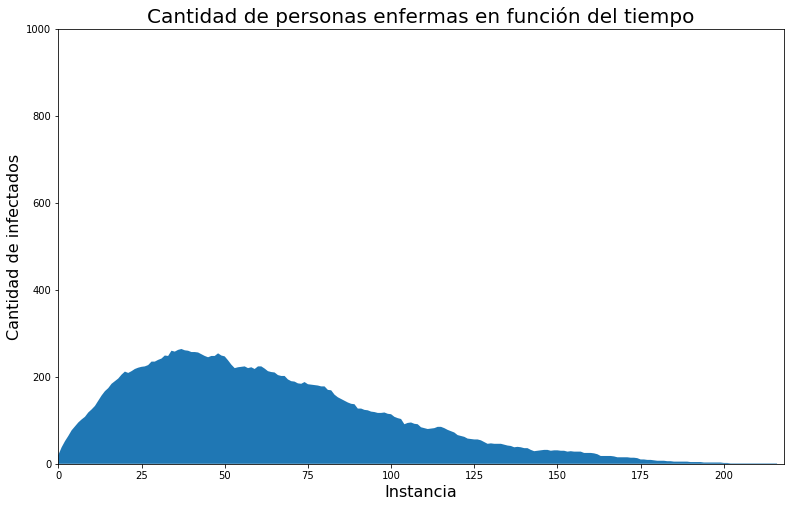 Cantidad de personas enfermas en función del tiempo
1000
800
600
400
200
0
Cantidad de infectados
0 25 50 75 100 125 150 175 200
Instancia